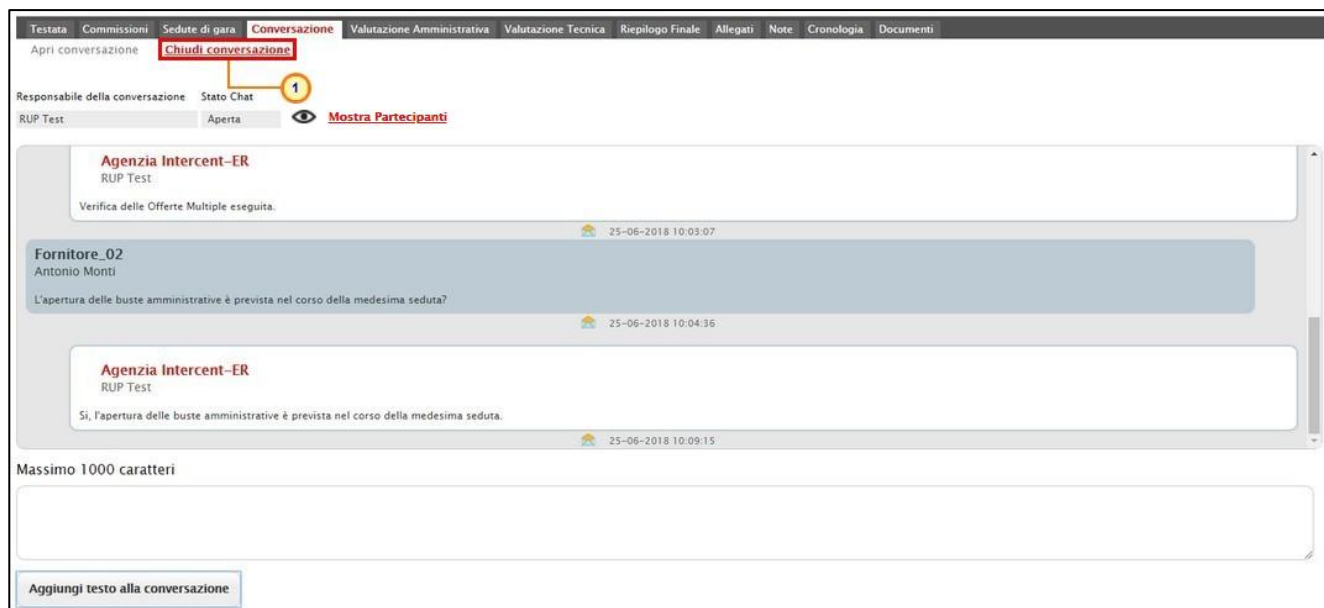 Testata Commissioni Sedute di gara Conversazione Valutazione Amministrativa Valutazione Tecnica Riepilogo Finale Allegati Note Cronologia Documenti
Apri conversazione Chiudi conversazione
1
Responsabile della conversazione Stato Chat
RUP Test Aperta Mostra Partecipanti
Agenzia Intercent-ER
RUP Test
Verifica delle Offerte Multiple eseguita.
25-06-2018 10:03:07
Fornitore_02
Antonio Monti
L'apertura delle buste amministrative è prevista nel corso della medesima seduta?
25-06-2018 10:04:36
Agenzia Intercent-ER
RUP Test
Si, l'apertura delle buste amministrative è prevista nel corso della medesima seduta.
25-06-2018 10:09:15
Massimo 1000 caratteri
Aggiungi testo alla conversazione